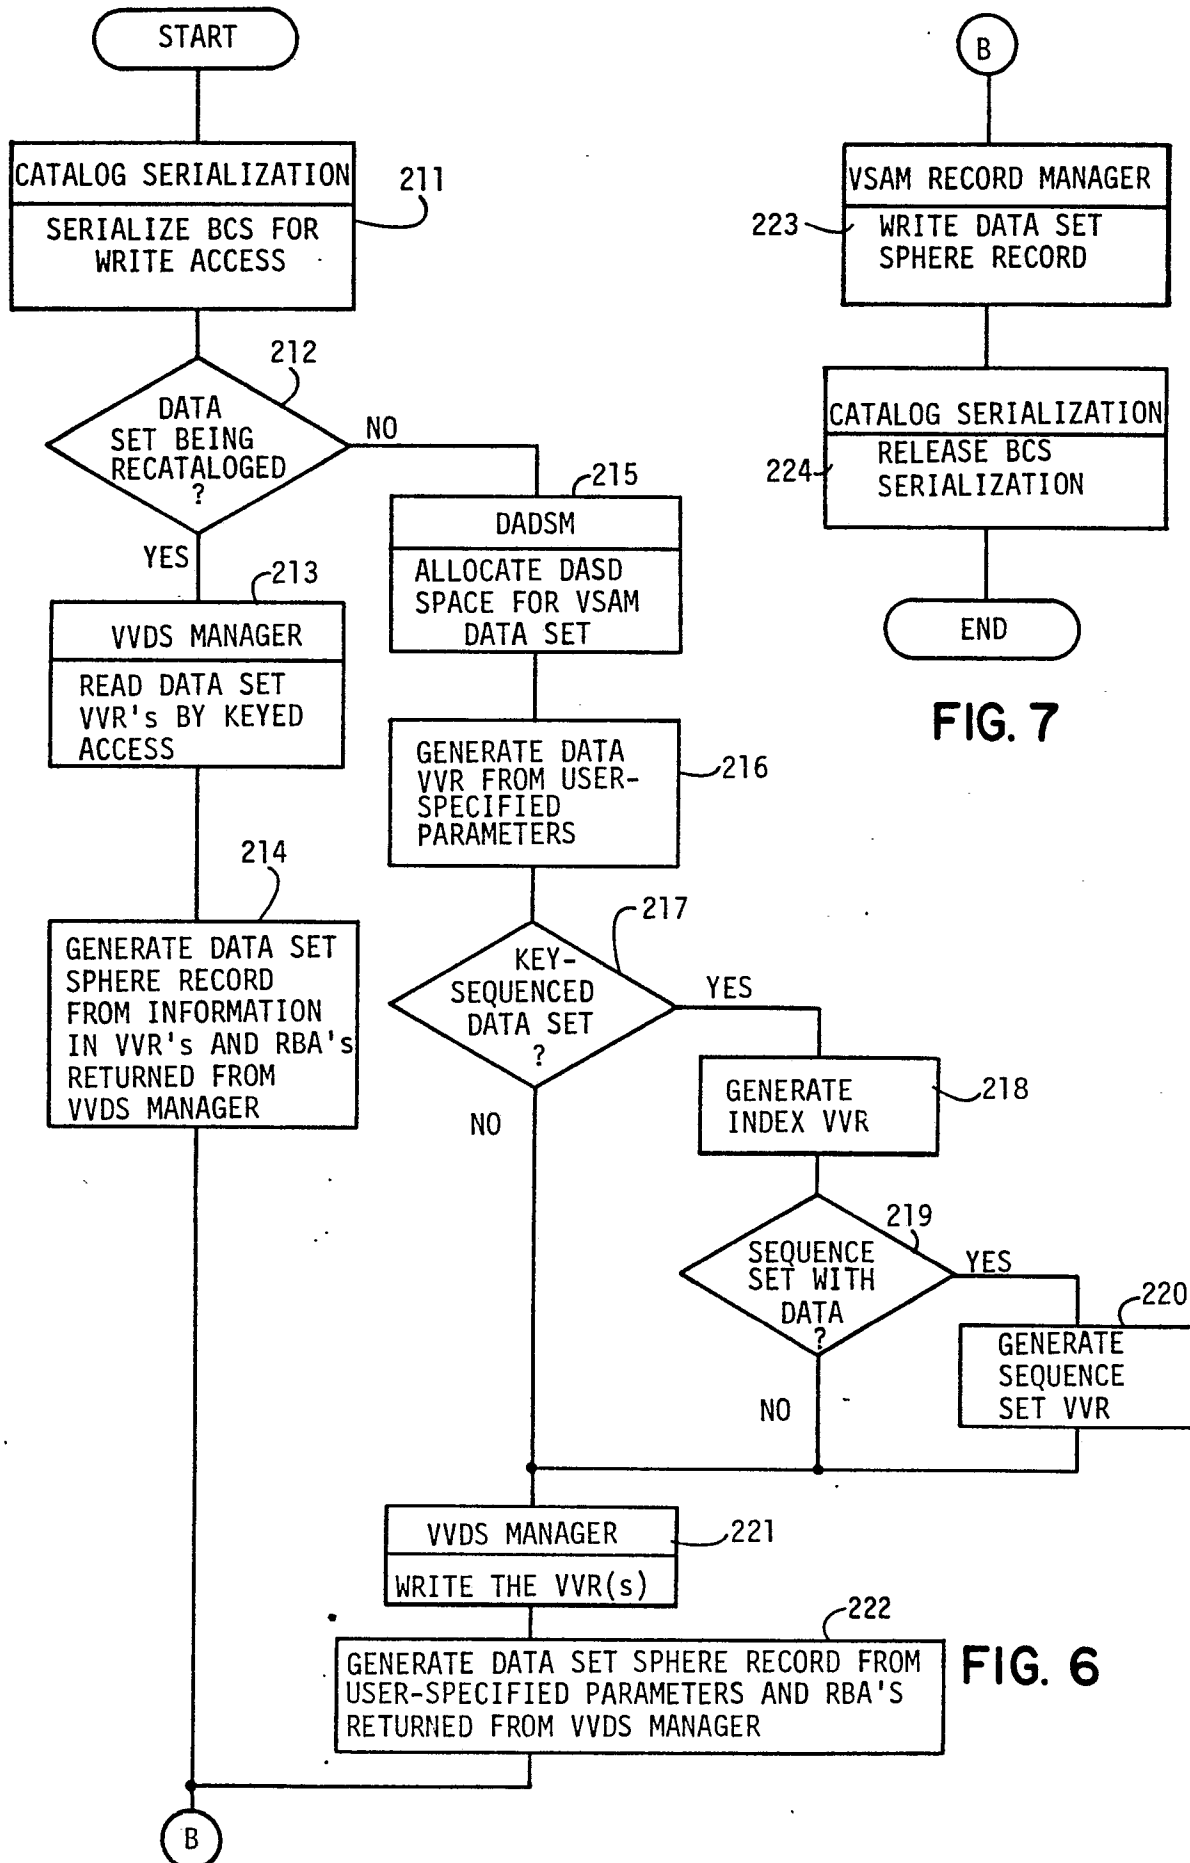 START
CATALOG SERIALIZATION
211
SERIALIZE BCS FOR
WRITE ACCESS
212
DATA
SET BEING
RECATALOGED
?
NO
YES
213
VVDS MANAGER
READ DATA SET
VVR's BY KEYED
ACCESS
214
GENERATE DATA SET
SPHERE RECORD
FROM INFORMATION
IN VVR's AND RBA's
RETURNED FROM
VVDS MANAGER
215
DADSM
ALLOCATE DASD
SPACE FOR VSAM
DATA SET
GENERATE DATA
VVR FROM USER-
SPECIFIED
PARAMETERS
216
217
KEY-
SEQUENCED
DATA SET
?
YES
NO
GENERATE
INDEX VVR
218
219
SEQUENCE
SET WITH
DATA
?
YES
NO
220
GENERATE
SEQUENCE
SET VVR
VVDS MANAGER
221
WRITE THE VVR(s)
222
GENERATE DATA SET SPHERE RECORD FROM
USER-SPECIFIED PARAMETERS AND RBA'S
RETURNED FROM VVDS MANAGER
B
FIG. 6
B
VSAM RECORD MANAGER
223
WRITE DATA SET
SPHERE RECORD
CATALOG SERIALIZATION
224
RELEASE BCS
SERIALIZATION
END
FIG. 7